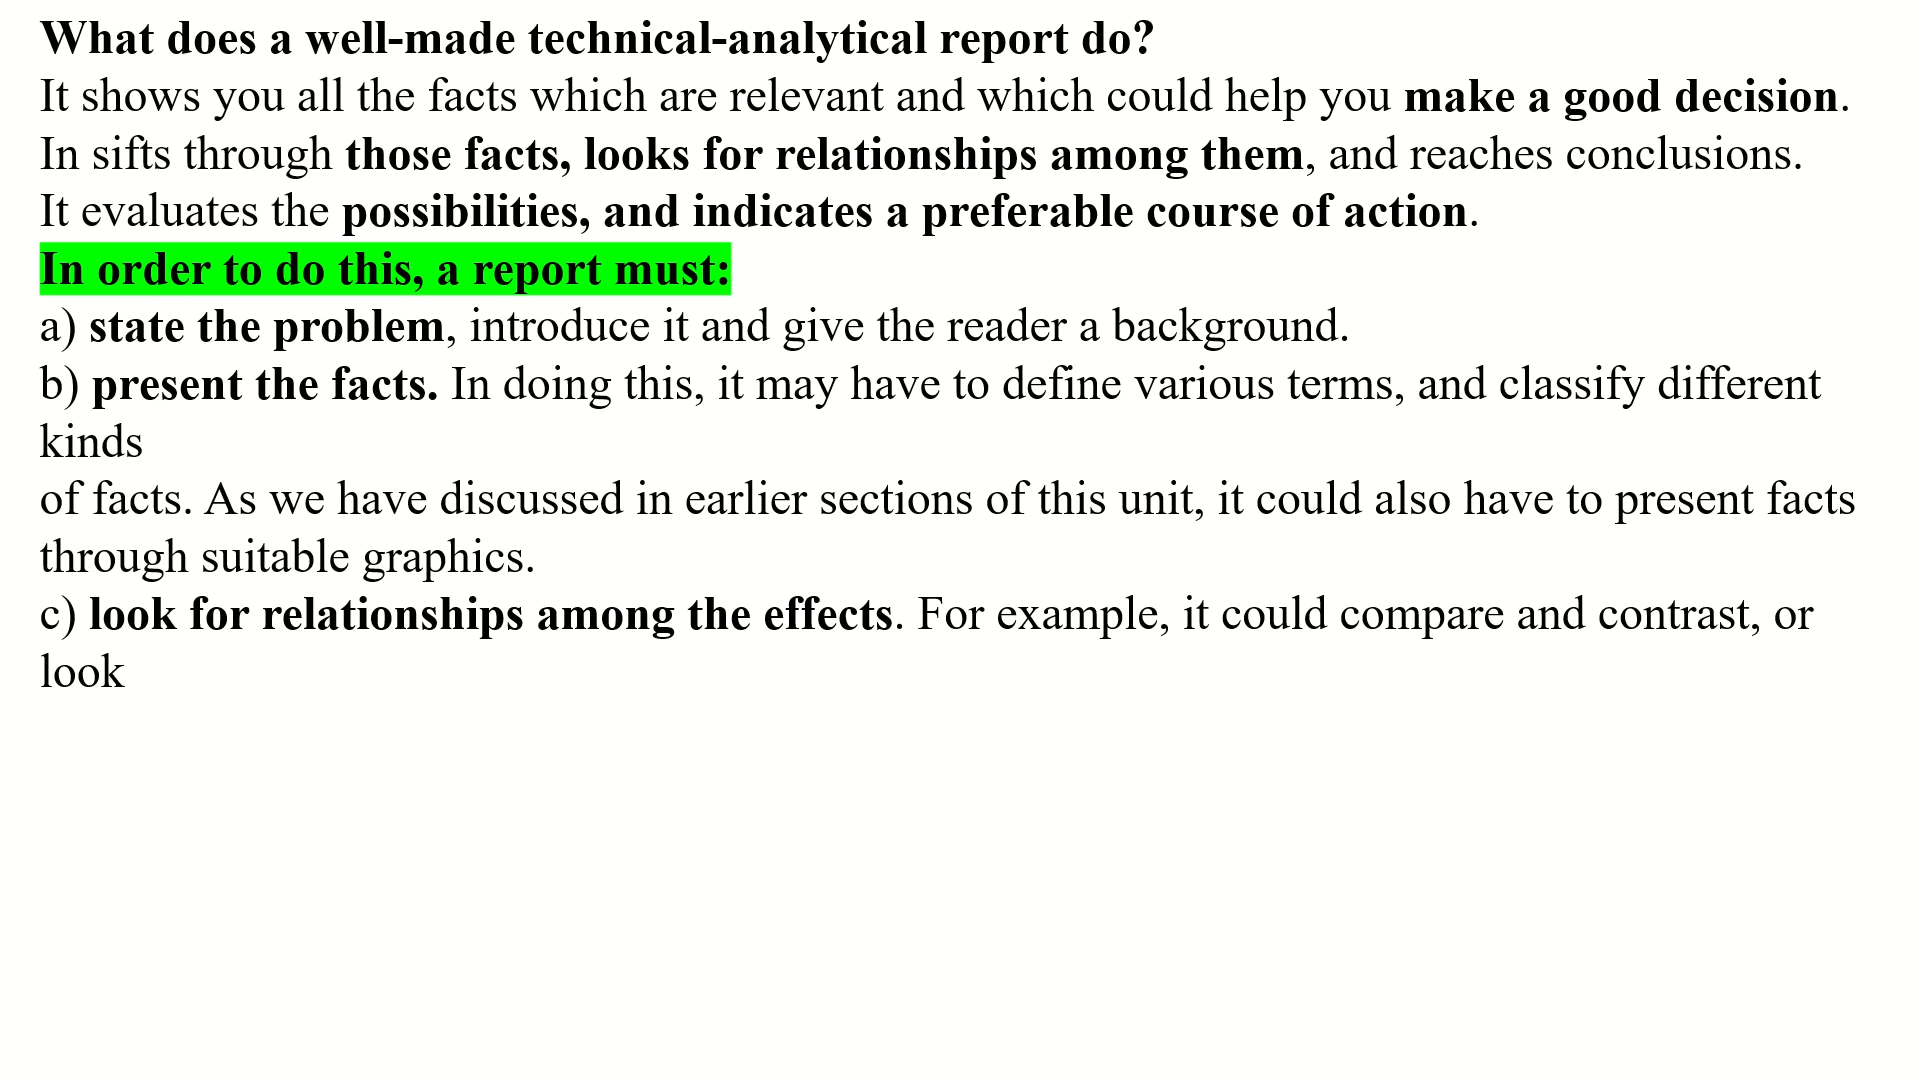 What does a well-made technical-analytical report do?
It shows you all the facts which are relevant and which could help you make a good decision.
In sifts through those facts, looks for relationships among them, and reaches conclusions.
It evaluates the possibilities, and indicates a preferable course of action.
In order to do this, a report must:
a) state the problem, introduce it and give the reader a background.
b) present the facts. In doing this, it may have to define various terms, and classify different
kinds
of facts. As we have discussed in earlier sections of this unit, it could also have to present facts
through suitable graphics.
c) look for relationships among the effects. For example, it could compare and contrast, or
look